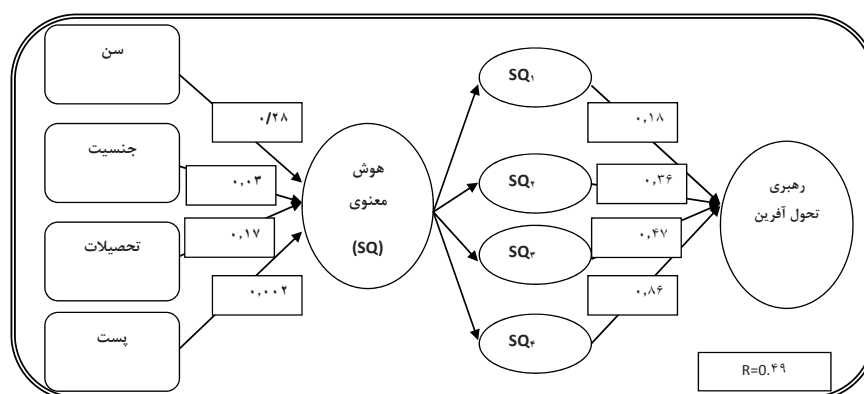 سن
جنسیت
تحصیلات
پست
۰/۲۸
۰,۰۳
۰,۱۷
۰,۰۰۲
هوش
معنوی
(SQ)
SQ۱
SQ۲
SQ۳
SQ۴
۰,۱۸
۰,۳۶
۰,۴۷
۰,۸۶
رهبری
تحول آفرین
R=0.۴۹